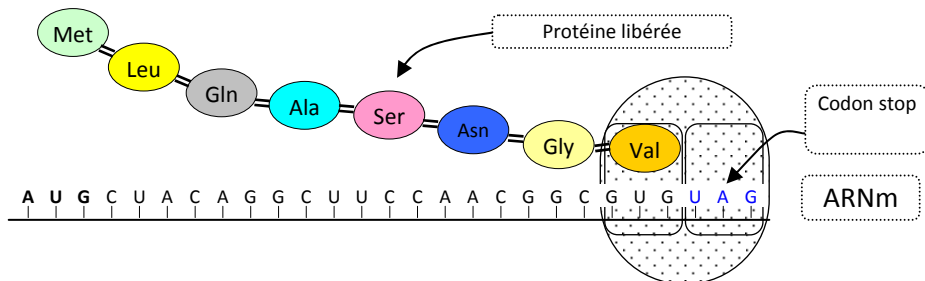 Met
Leu
Gln
Ala
Ser
Asn
Gly
Val
Protéine libérée
Codon stop
A U G C U A C A G G C U U C C A A C G G C G U G U A G
ARNm